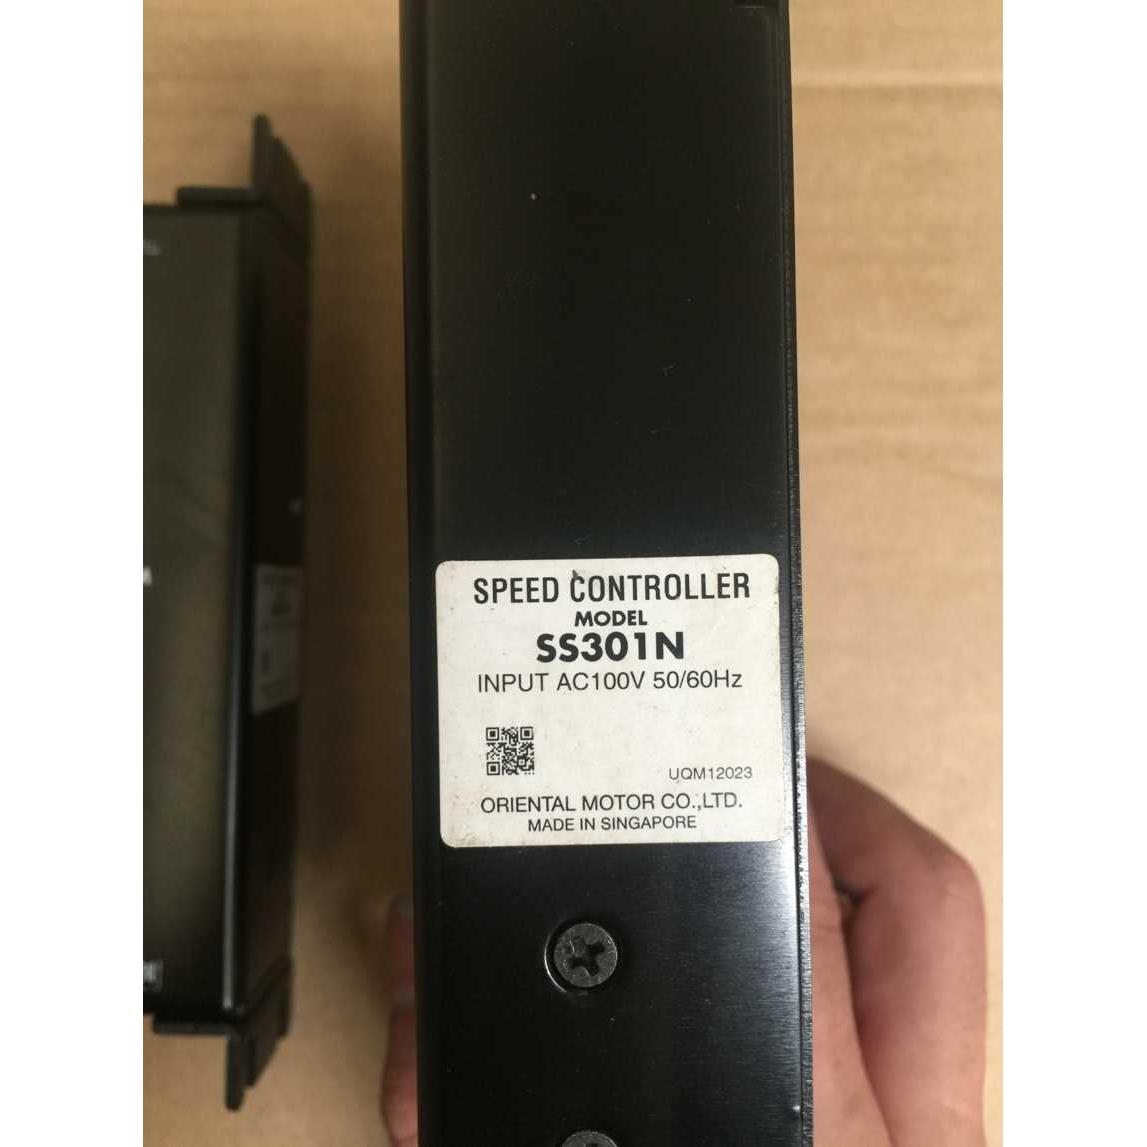 SPEED CONTROLLER
MODEL
SS301N
INPUT AC100V 50/60Hz
UQM12023
ORIENTAL MOTOR CO.,LTD.
MADE IN SINGAPORE